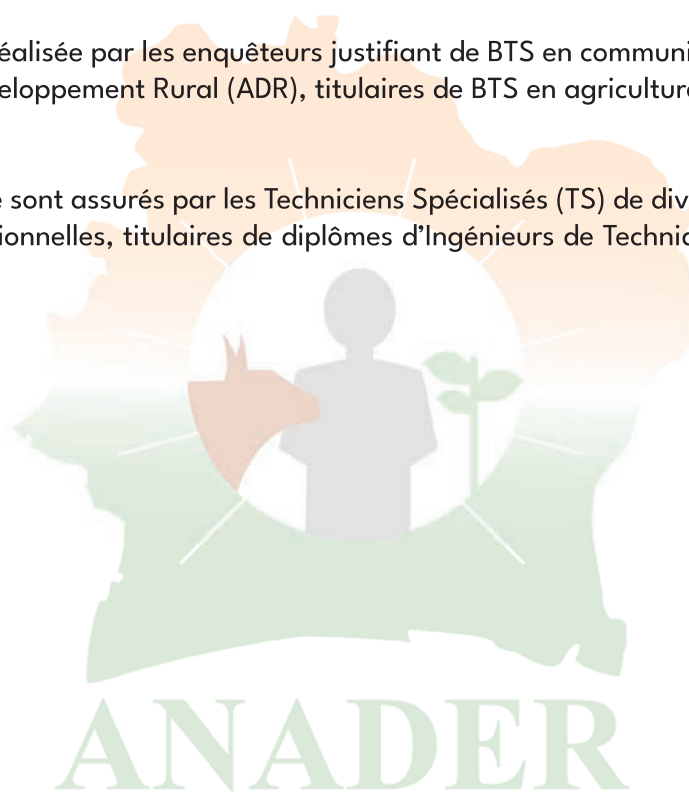 éalisée par les enquêteurs justifiant de BTS en communi
eloppement Rural (ADR), titulaires de BTS en agriculture
e sont assurés par les Techniciens Spécialisés (TS) de div
ionnelles, titulaires de diplômes d’Ingénieurs de Technic
ANADER